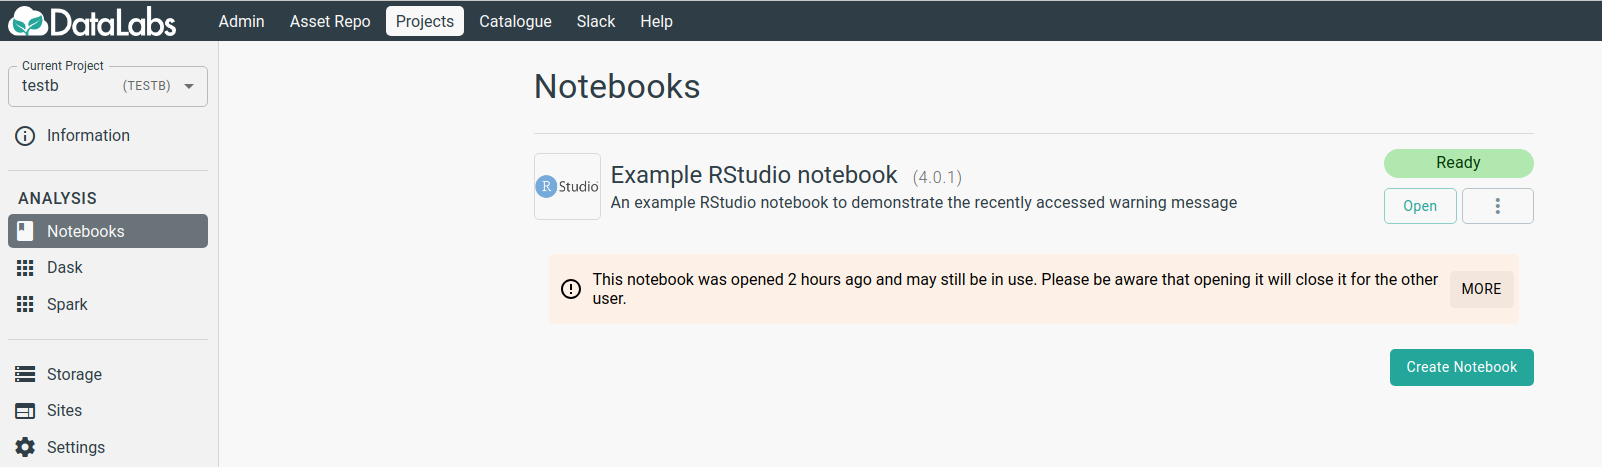 DataLabs
Admin Asset Repo Projects Catalogue Slack Help
Current Project
testb (TESTB)
Information
ANALYSIS
Notebooks
Dask
Spark
Storage
Sites
Settings
Notebooks
R Studio
Example RStudio notebook (4.0.1)
An example RStudio notebook to demonstrate the recently accessed warning message
Ready
Open
This notebook was opened 2 hours ago and may still be in use. Please be aware that opening it will close it for the other
user.
MORE
Create Notebook